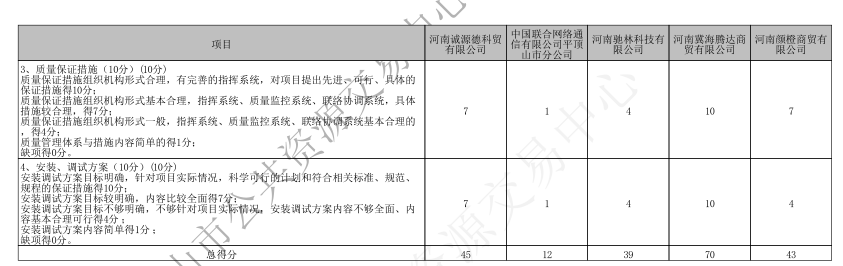 项目
河南诚源德科贸有限公司
中国联合网络通信有限公司平顶山市分公司
河南驰林科技有限公司
河南冀海腾达商贸有限公司
河南颜橙商贸有限公司
3、质量保证措施（10分）(10分)
质量保证措施组织机构形式合理，有完善的指挥系统，对项目提出先进、可行、具体的
保证措施得10分；
质量保证措施组织机构形式基本合理，指挥系统、质量监控系统、联络协调系统，具体
措施较合理，得7分；
质量保证措施组织机构形式一般，指挥系统、质量监控系统、联络协调系统基本合理的
，得4分；
质量管理体系与措施内容简单的得1分；
缺项得0分。
7 1 4 10 7
4、安装、调试方案（10分）(10分)
安装调试方案目标明确，针对项目实际情况，科学可行的计划和符合相关标准、规范、
规程的保证措施得10分；
安装调试方案目标较明确，内容比较全面得7分；
安装调试方案目标不够明确，不够针对项目实际情况，安装调试方案内容不够全面、内
容基本合理可行得4分；
安装调试方案内容简单得1分；
缺项得0分。
7 1 4 10 4
总得分 45 12 39 70 43
山市公共资源交易中心
资源交易中心